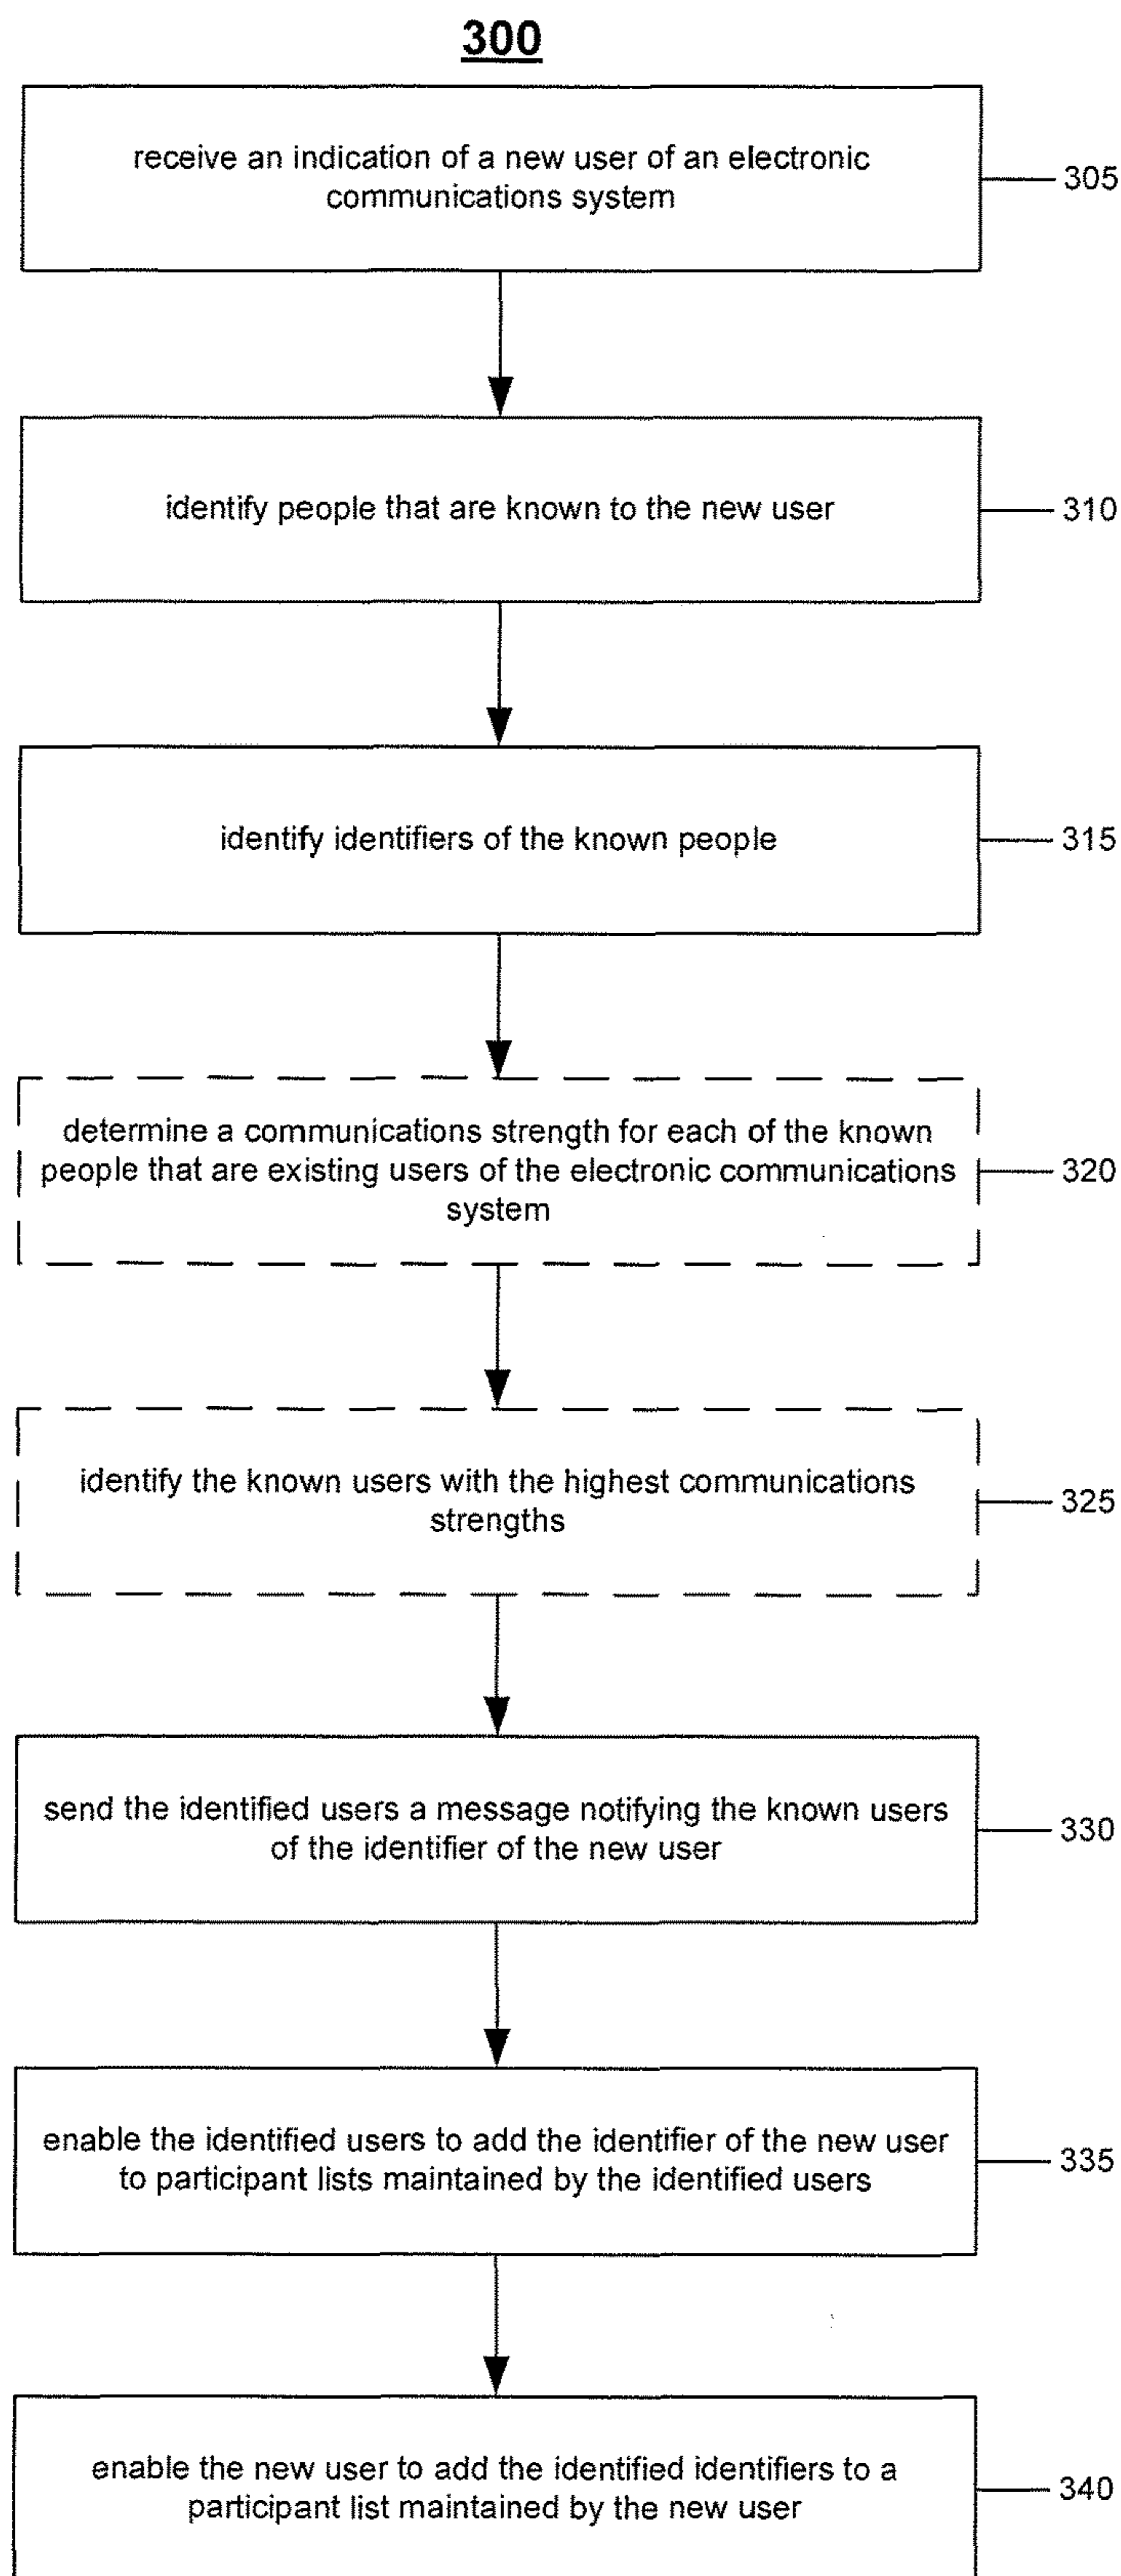 300
receive an indication of a new user of an electronic
communications system
305
identify people that are known to the new user
310
identify identifiers of the known people
315
determine a communications strength for each of the known
people that are existing users of the electronic communications
system
320
identify the known users with the highest communications
strengths
325
send the identified users a message notifying the known users
of the identifier of the new user
330
enable the identified users to add the identifier of the new user
to participant lists maintained by the identified users
335
enable the new user to add the identified identifiers to a
participant list maintained by the new user
340